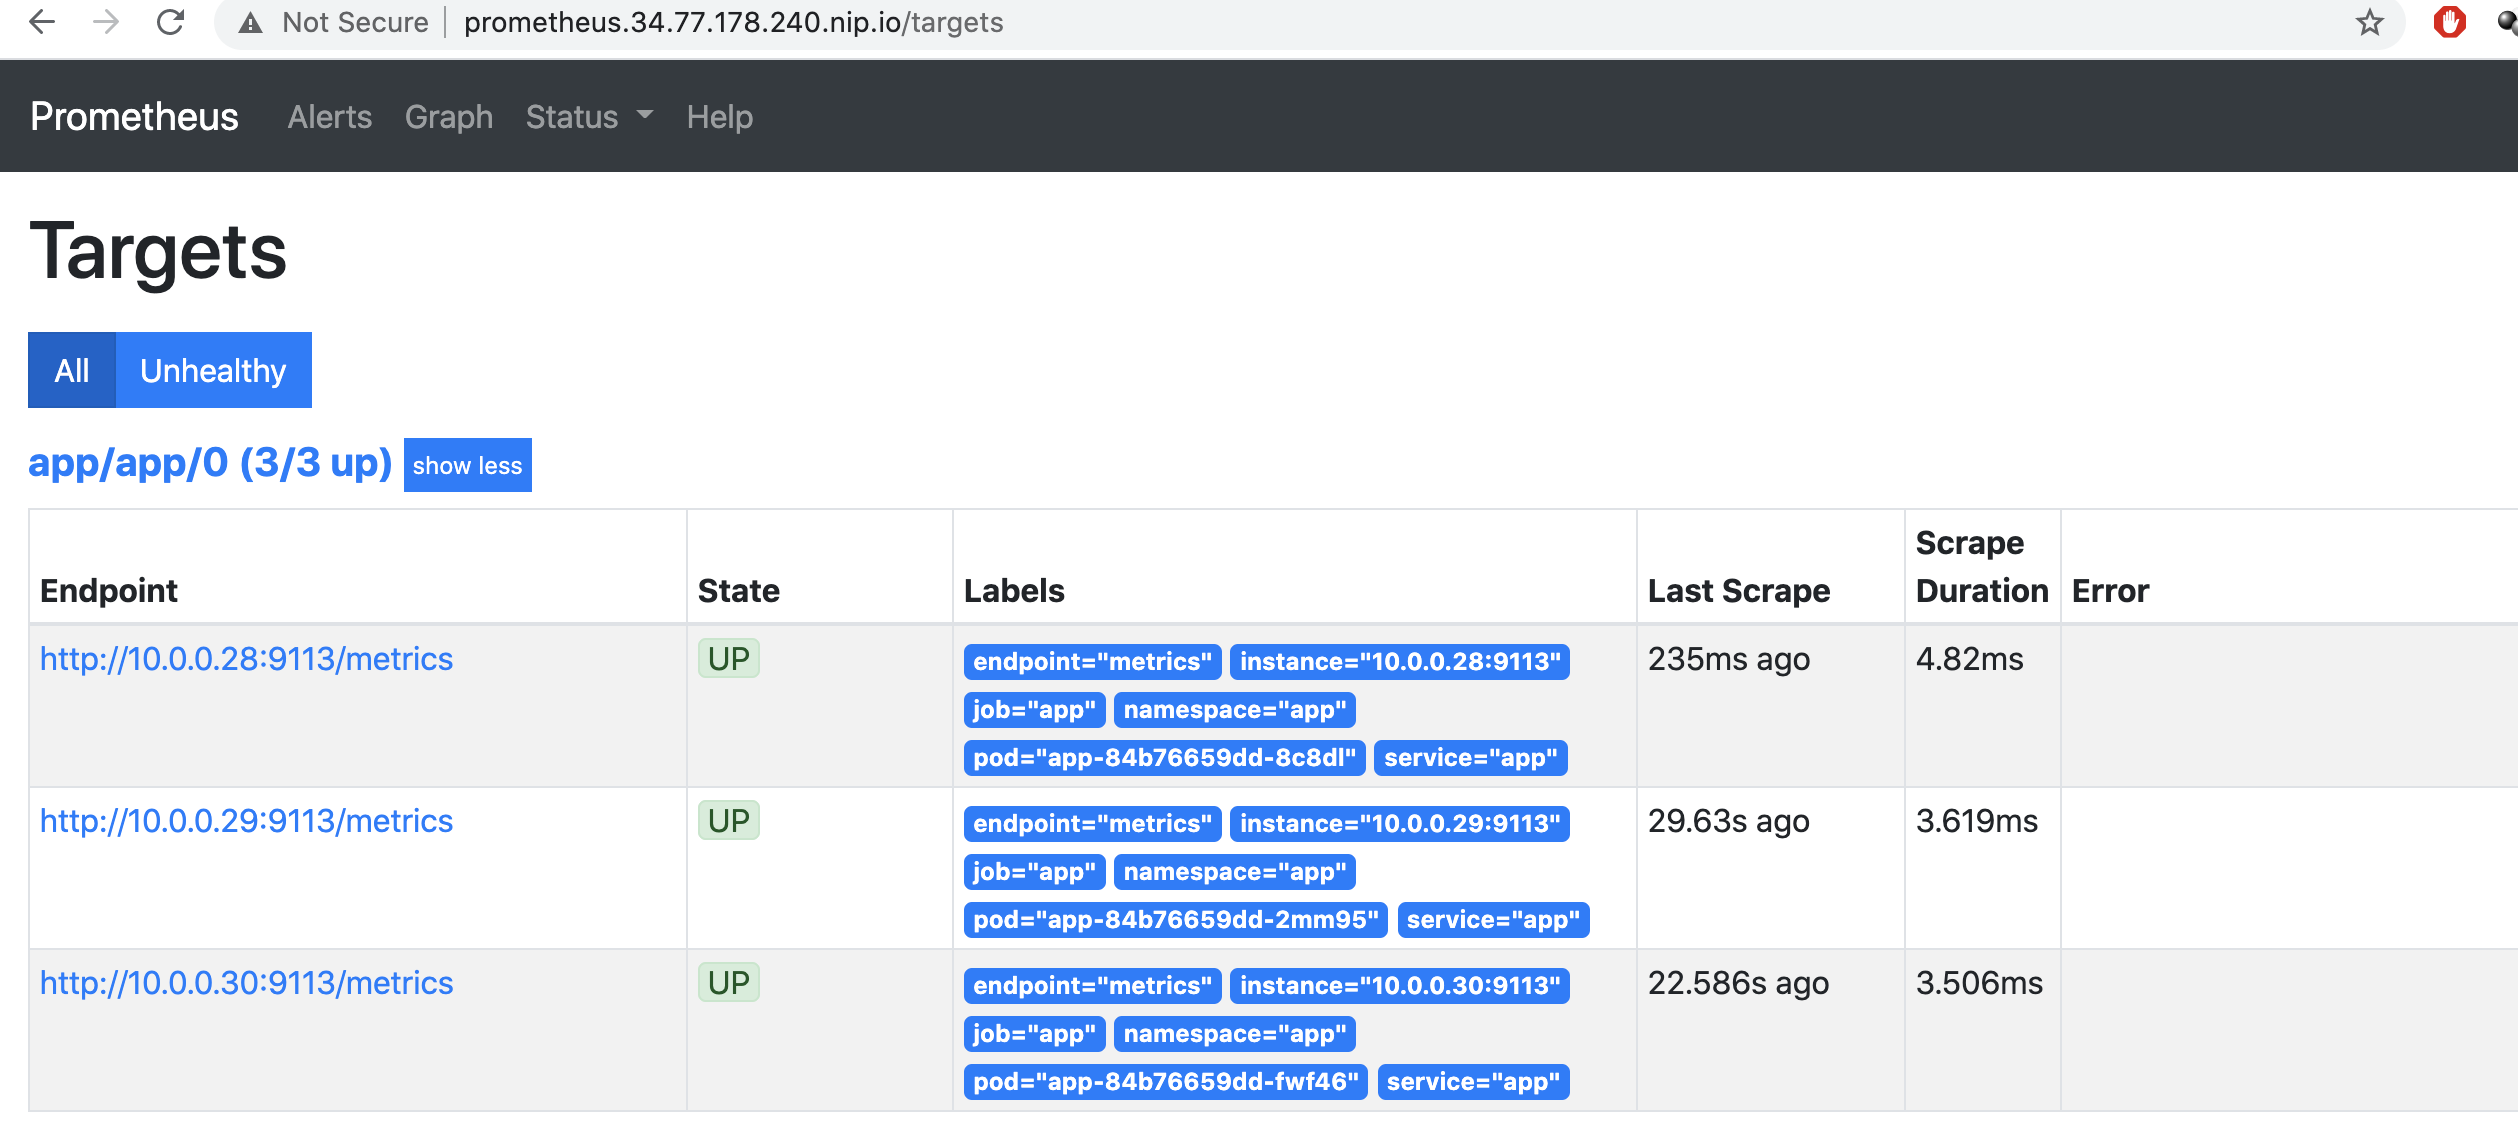 Not Secure prometheus.34.77.178.240.nip.io/targets
Prometheus Alerts Graph Status Help
Targets
All Unhealthy
app/app/0 (3/3 up) show less
Endpoint State Labels Last Scrape Scrape Duration Error
http://10.0.0.28:9113/metrics UP endpoint="metrics" instance="10.0.0.28:9113" 235ms ago 4.82ms
job="app" namespace="app"
pod="app-84b76659dd-8c8dl" service="app"
http://10.0.0.29:9113/metrics UP endpoint="metrics" instance="10.0.0.29:9113" 29.63s ago 3.619ms
job="app" namespace="app"
pod="app-84b76659dd-2mm95" service="app"
http://10.0.0.30:9113/metrics UP endpoint="metrics" instance="10.0.0.30:9113" 22.586s ago 3.506ms
job="app" namespace="app"
pod="app-84b76659dd-fwf46" service="app"